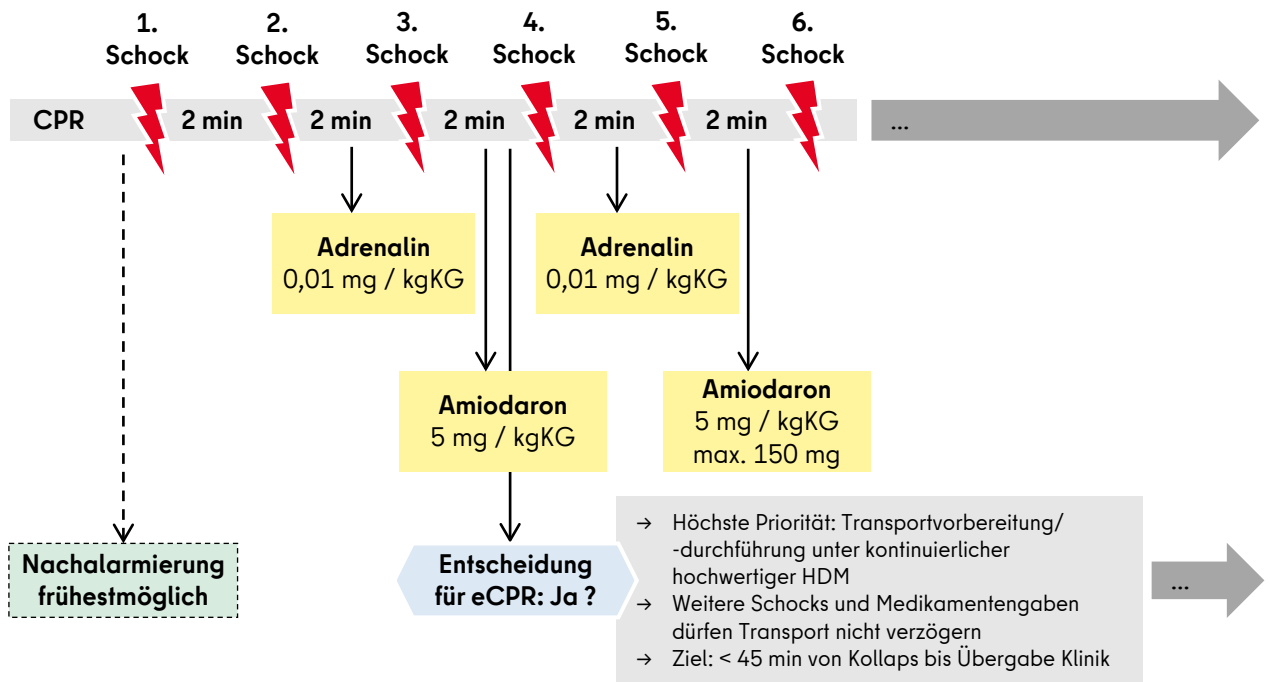 1.
Schock
2.
Schock
3.
Schock
4.
Schock
5.
Schock
6.
Schock
CPR
2 min
2 min
2 min
2 min
2 min
...
Adrenalin
0,01 mg / kgKG
Adrenalin
0,01 mg / kgKG
Amiodaron
5 mg / kgKG
Amiodaron
5 mg / kgKG
max. 150 mg
Nachalarmierung
frühestmöglich
Entscheidung
für eCPR: Ja ?
→ Höchste Priorität: Transportvorbereitung/
-durchführung unter kontinuierlicher
hochwertiger HDM
→ Weitere Schocks und Medikamentengaben
dürfen Transport nicht verzögern
→ Ziel: < 45 min von Kollaps bis Übergabe Klinik
...